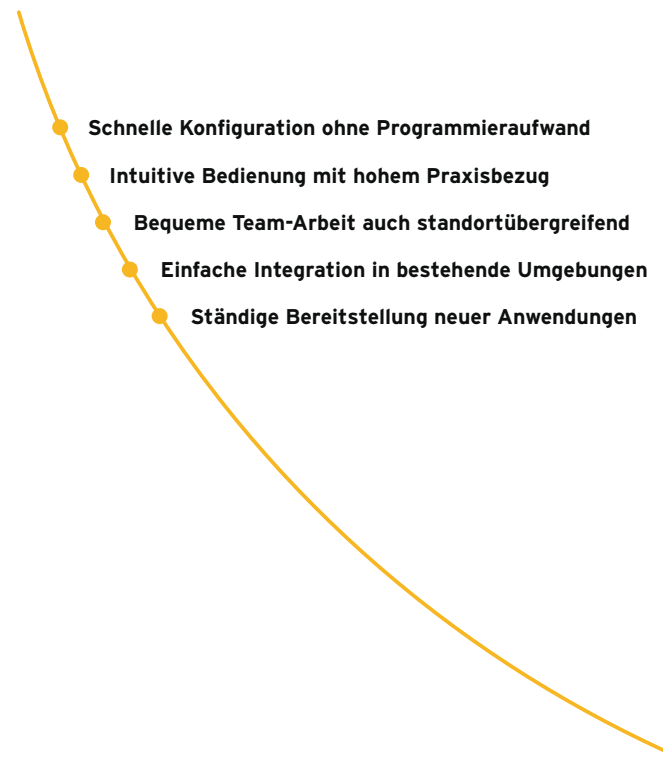 Schnelle Konfiguration ohne Programmieraufwand
Intuitive Bedienung mit hohem Praxisbezug
Bequeme Team-Arbeit auch standortübergreifend
Einfache Integration in bestehende Umgebungen
Ständige Bereitstellung neuer Anwendungen